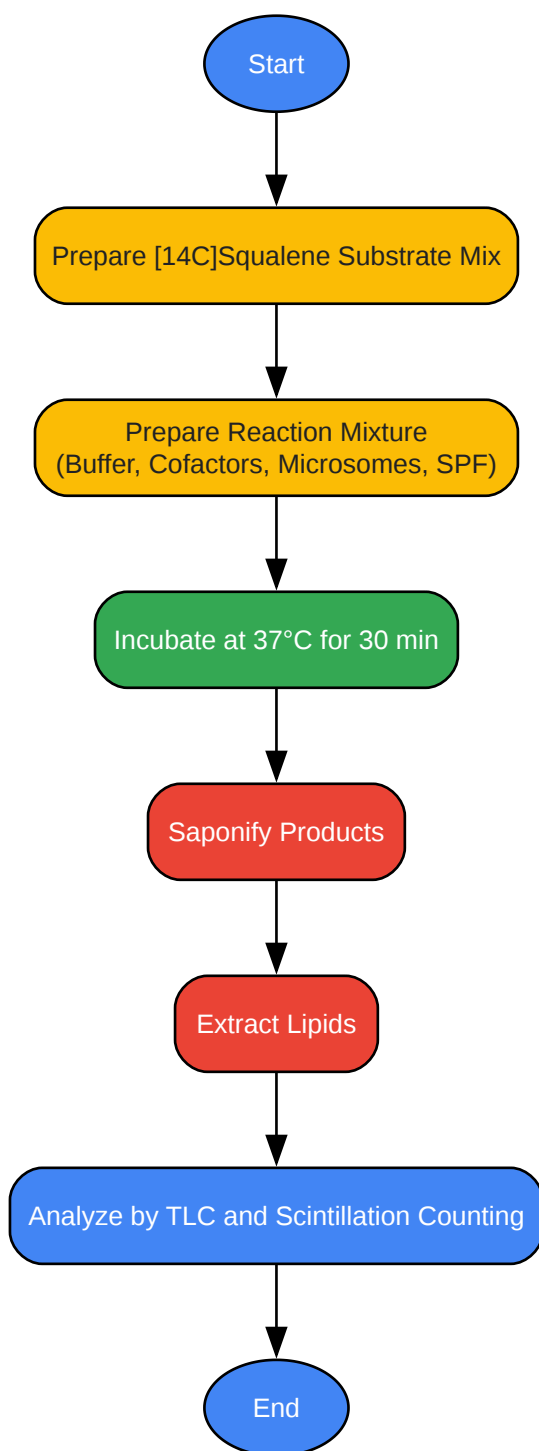 Start
Prepare [14C]Squalene Substrate Mix
Prepare Reaction Mixture
(Buffer, Cofactors, Microsomes, SPF)
Incubate at 37°C for 30 min
Saponify Products
Extract Lipids
Analyze by TLC and Scintillation Counting
End